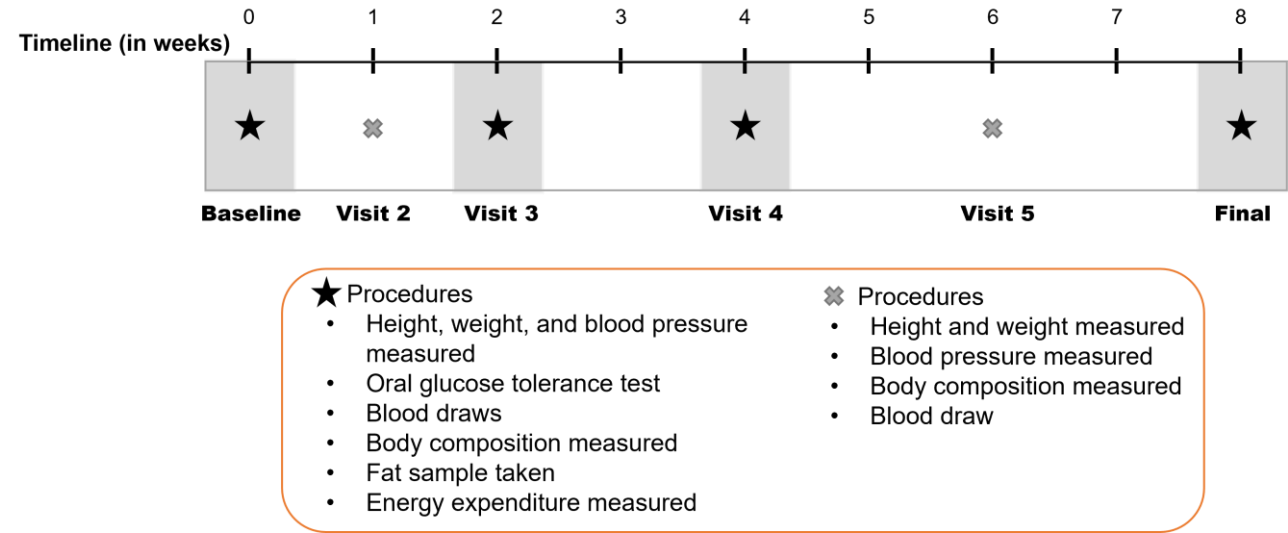 0 1 2 3 4 5 6 7 8
Timeline (in weeks)
Baseline Visit 2 Visit 3 Visit 4 Visit 5 Final
Procedures
• Height, weight, and blood pressure
measured
• Oral glucose tolerance test
• Blood draws
• Body composition measured
• Fat sample taken
• Energy expenditure measured
Procedures
• Height and weight measured
• Blood pressure measured
• Body composition measured
• Blood draw